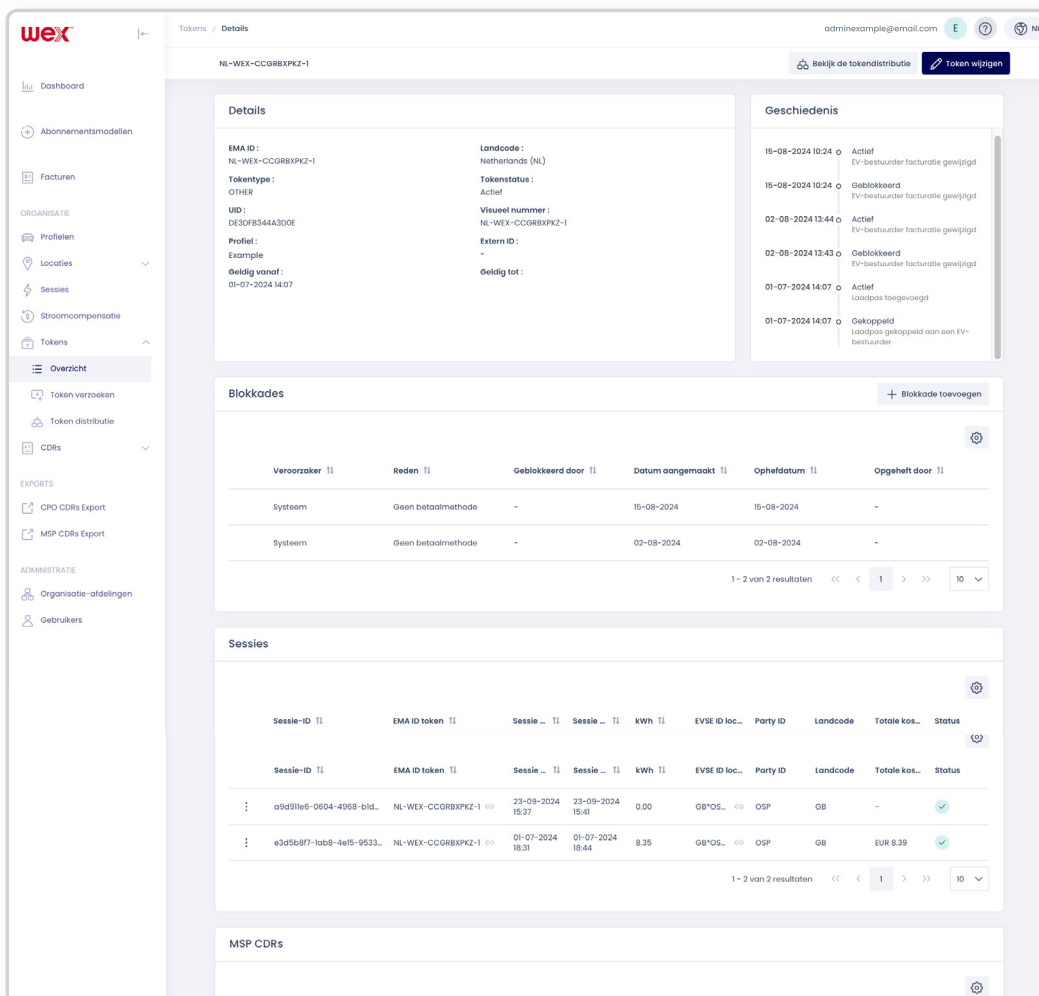 wex
Tokens / Details
adminexample@email.com
E
NL-WEX-CCGRBXPKZ-1
Bekijk de tokendistributie
Token wijzigen
Dashboard
Abonnementsmodellen
Facturen
ORGANISATIE
Profielen
Locaties
Sessies
Stroomcompensatie
Tokens
Overzicht
Token verzoeken
Token distributie
CDRs
EXPORTS
CPO CDRs Export
MSP CDRs Export
ADMINISTRATIE
Organisatie-afdelingen
Gebruikers
Details
EMA ID :
NL-WEX-CCGRBXPKZ-1
Landcode :
Netherlands (NL)
Tokentype :
OTHER
Tokenstatus :
Actief
UID :
DE3DFB344A3D0E
Visueel nummer :
NL-WEX-CCGRBXPKZ-1
Profiel :
Example
Extern ID :
-
Geldig vanaf :
01-07-2024 14:07
Geldig tot :
Geschiedenis
15-08-2024 10:24 Actief
EV-bestuurder facturatie gewijzigd
15-08-2024 10:24 Geblokkeerd
EV-bestuurder facturatie gewijzigd
02-08-2024 13:44 Actief
EV-bestuurder facturatie gewijzigd
02-08-2024 13:43 Geblokkeerd
EV-bestuurder facturatie gewijzigd
01-07-2024 14:07 Actief
Laadpas toegevoegd
01-07-2024 14:07 Gekoppeld
Laadpas gekoppeld aan een EV-
bestuurder
Blokkades
+ Blokkade toevoegen
Veroorzaker Reden Geblokkeerd door Datum aangemaakt Ophefdatum Opgeheft door
Systeem Geen betaalmethode - 15-08-2024 15-08-2024 -
Systeem Geen betaalmethode - 02-08-2024 02-08-2024 -
1 - 2 van 2 resultaten << < 1 > >> 10
Sessies
Sessie-ID EMA ID token Sessie ... Sessie ... kWh EVSE ID loc... Party ID Landcode Totale kos... Status
Sessie-ID EMA ID token Sessie ... Sessie ... kWh EVSE ID loc... Party ID Landcode Totale kos... Status
a9d911e6-0604-4968-b1d... NL-WEX-CCGRBXPKZ-1 23-09-2024 15:37 23-09-2024 15:41 0.00 GB*OS... OSP GB -
e3d5b8f7-1ab8-4e15-9533... NL-WEX-CCGRBXPKZ-1 01-07-2024 18:31 01-07-2024 18:44 8.35 GB*OS... OSP GB EUR 8.39
1 - 2 van 2 resultaten << < 1 > >> 10
MSP CDRs